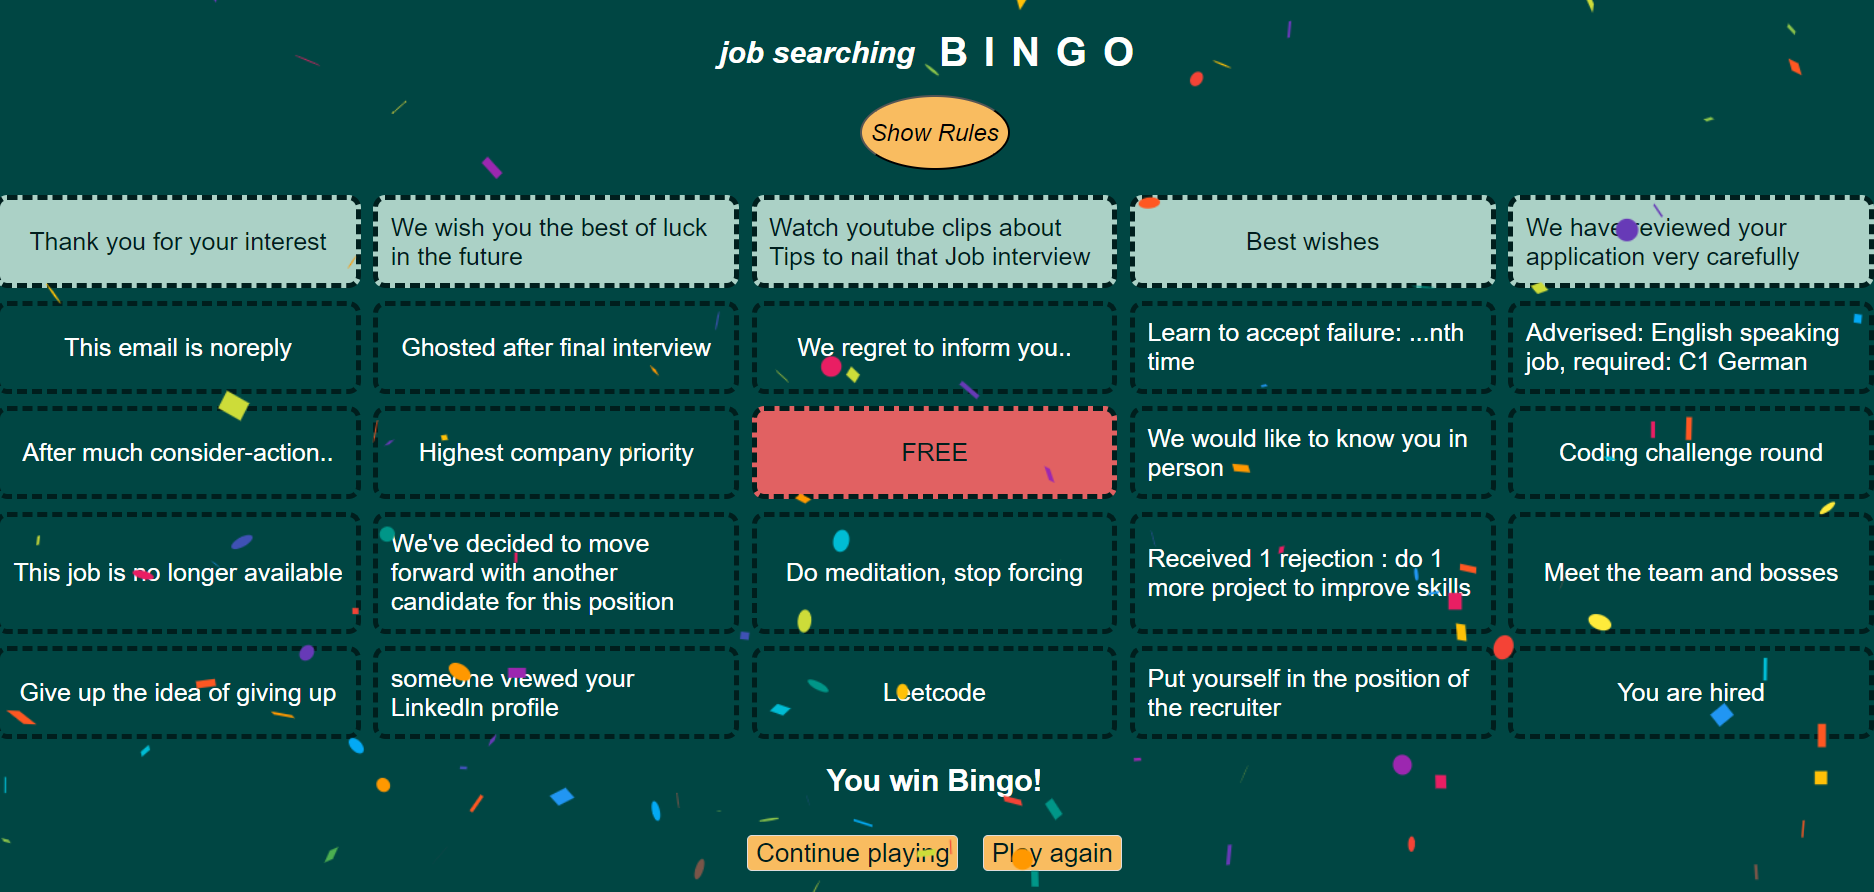 job searching B I N G O
Show Rules
Thank you for your interest
We wish you the best of luck
in the future
Watch youtube clips about
Tips to nail that Job interview
Best wishes
We have reviewed your
application very carefully
This email is noreply
Ghosted after final interview
We regret to inform you..
Learn to accept failure: ...nth
time
Adverised: English speaking
job, required: C1 German
After much consider-action..
Highest company priority
FREE
We would like to know you in
person
Coding challenge round
This job is no longer available
We've decided to move
forward with another
candidate for this position
Do meditation, stop forcing
Received 1 rejection : do 1
more project to improve skills
Meet the team and bosses
Give up the idea of giving up
someone viewed your
LinkedIn profile
Leetcode
Put yourself in the position of
the recruiter
You are hired
You win Bingo!
Continue playing
Play again